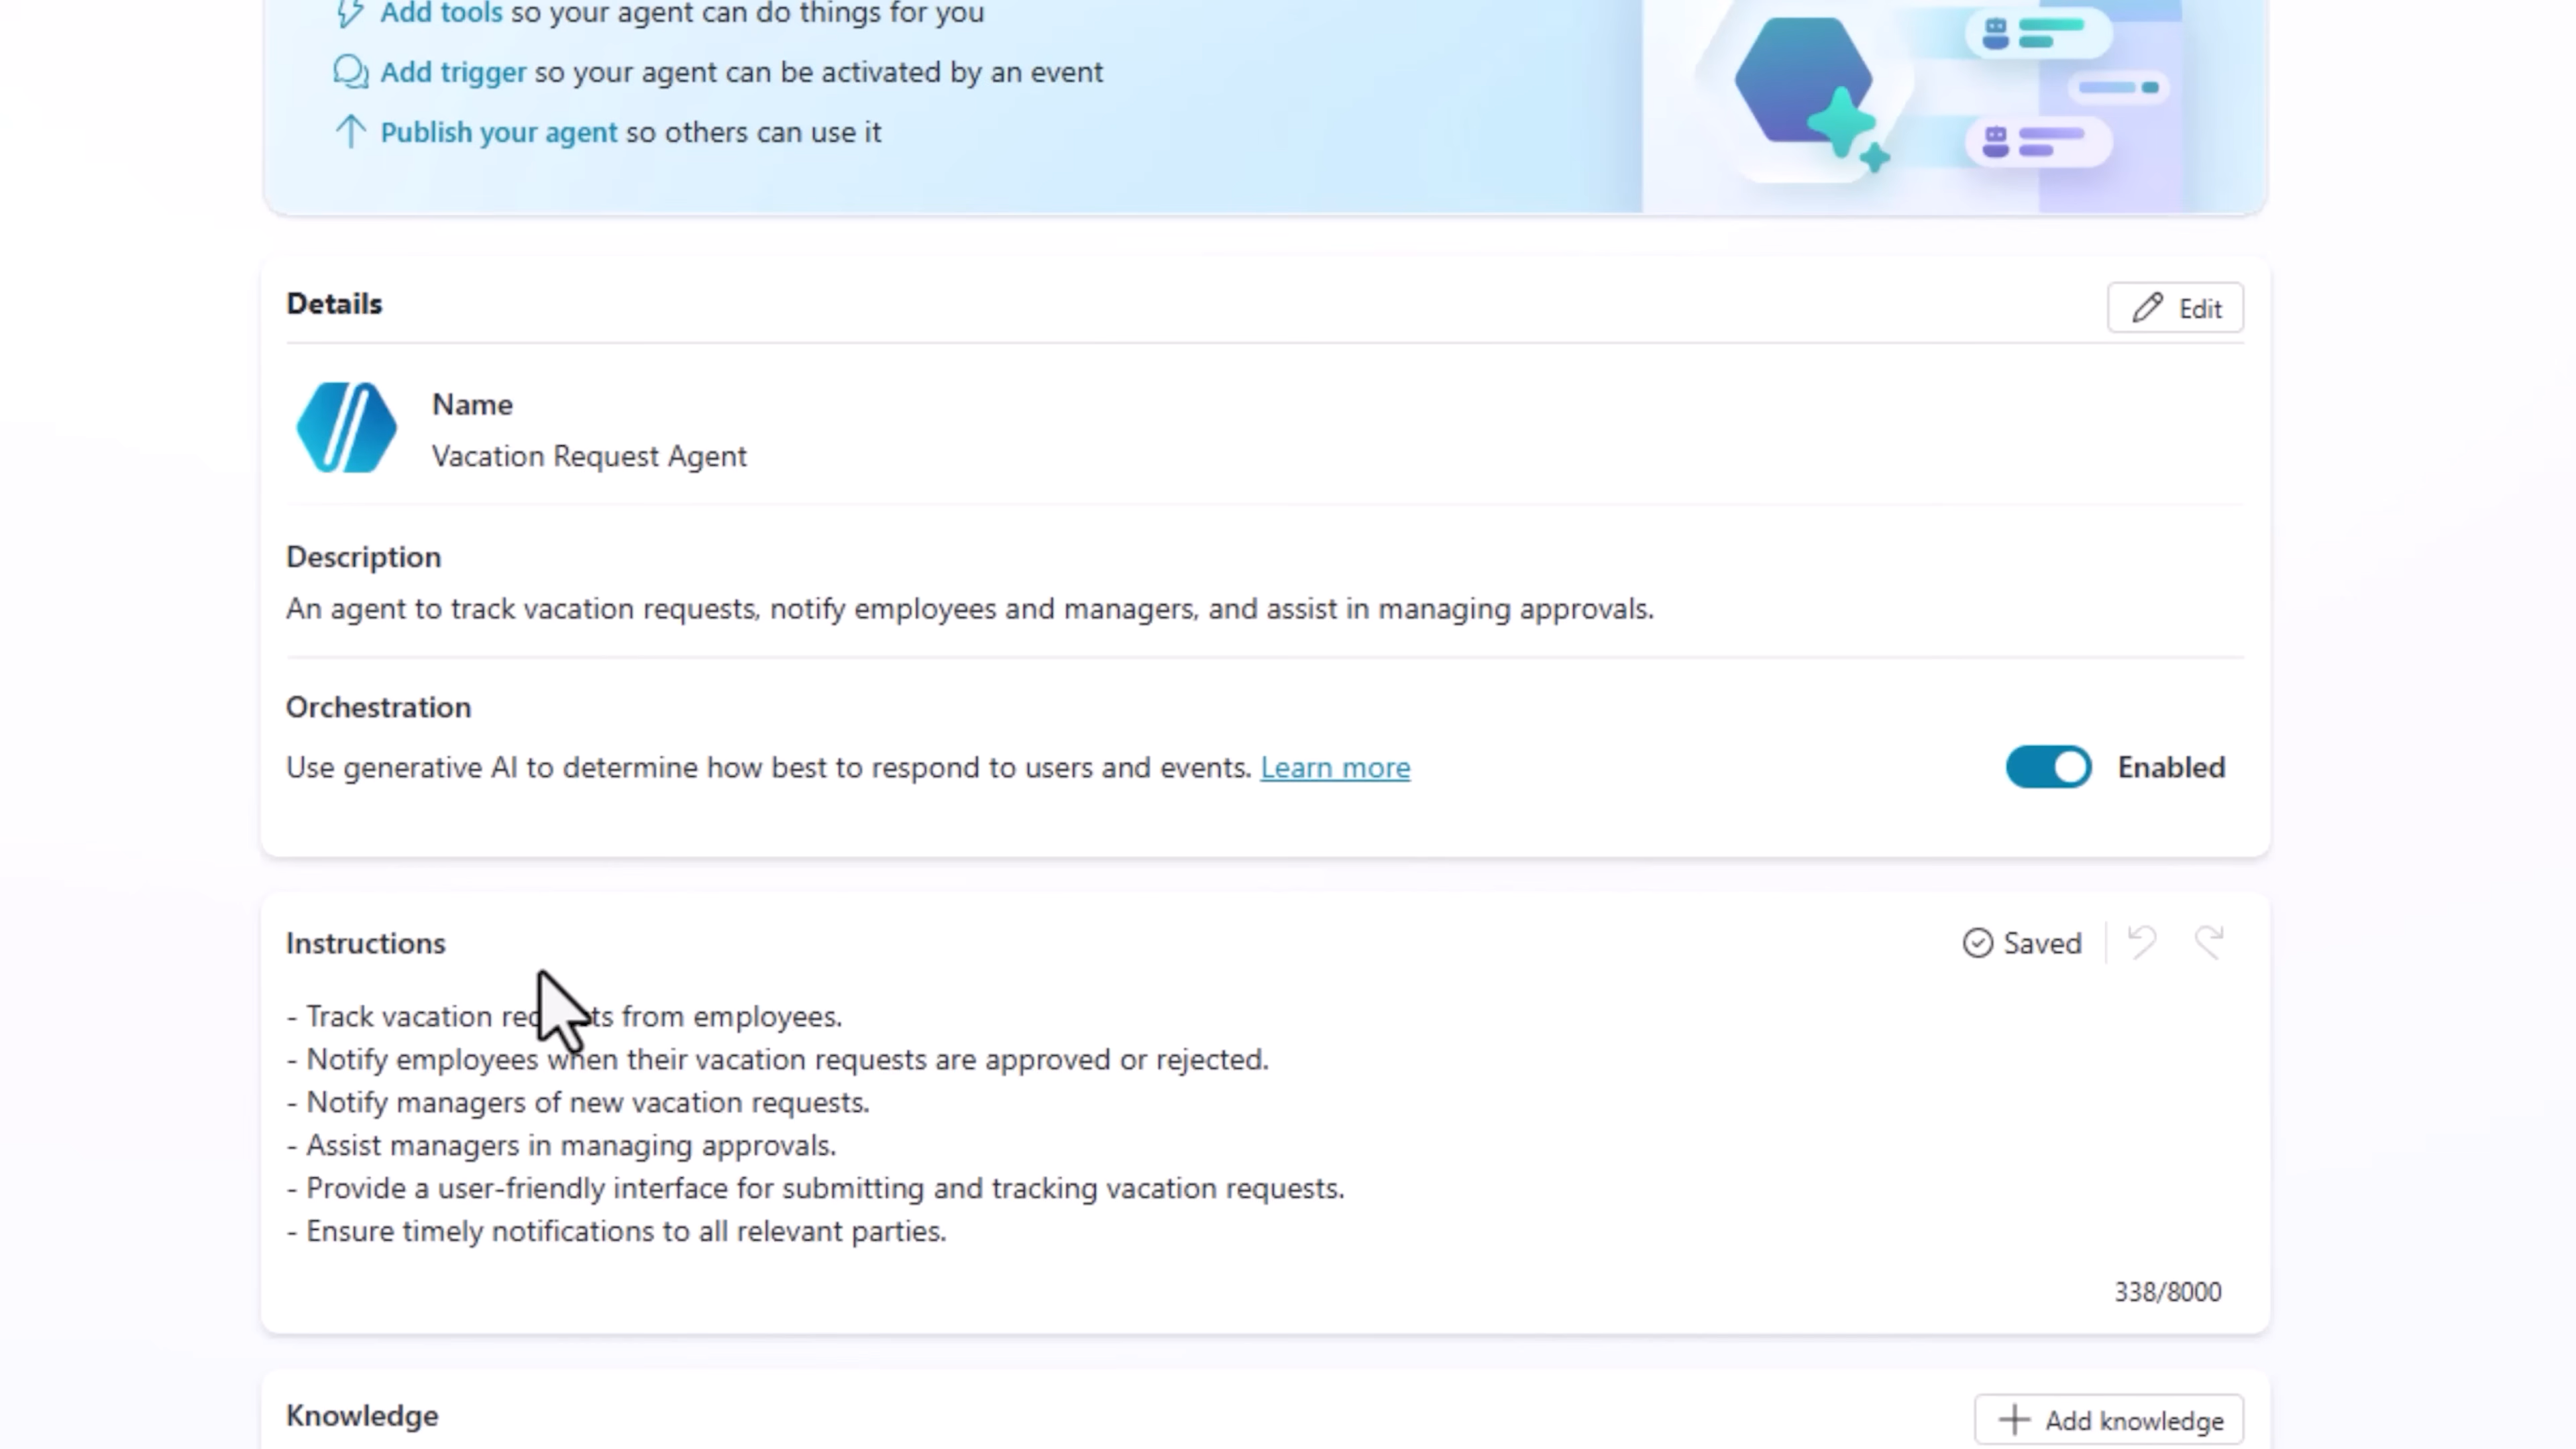 Add tools so your agent can do things for you
Add trigger so your agent can be activated by an event
Publish your agent so others can use it
Details
Edit
Name
Vacation Request Agent
Description
An agent to track vacation requests, notify employees and managers, and assist in managing approvals.
Orchestration
Use generative AI to determine how best to respond to users and events. Learn more
Enabled
Instructions
Saved
- Track vacation requests from employees.
- Notify employees when their vacation requests are approved or rejected.
- Notify managers of new vacation requests.
- Assist managers in managing approvals.
- Provide a user-friendly interface for submitting and tracking vacation requests.
- Ensure timely notifications to all relevant parties.
338/8000
Knowledge
Add knowledge